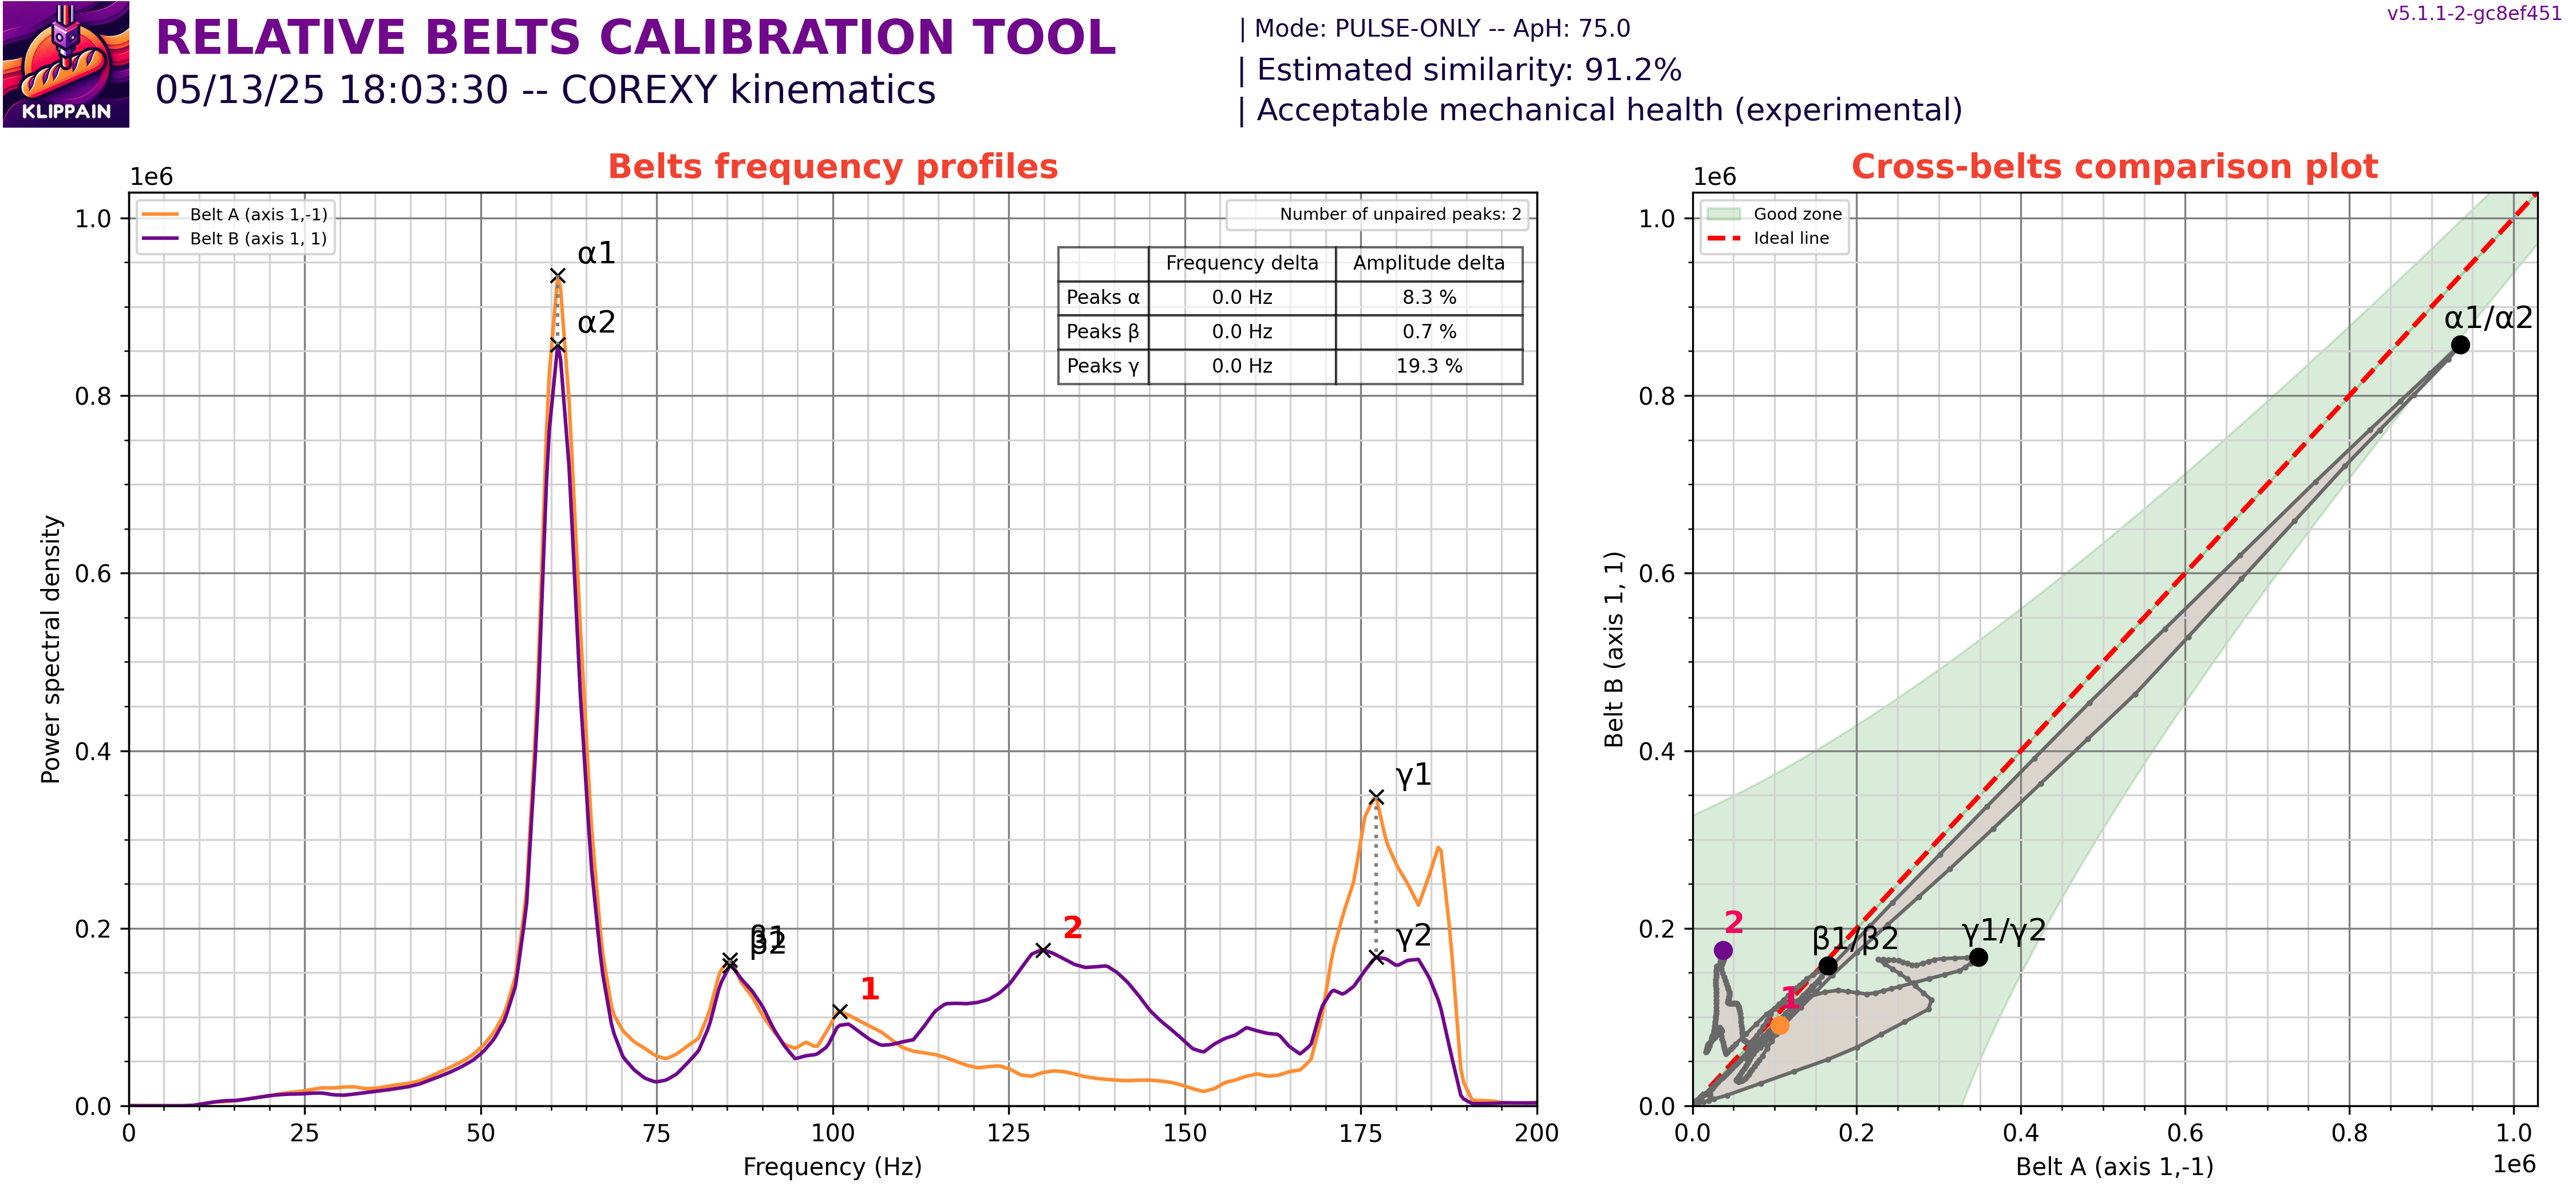 KLIPPAIN
RELATIVE BELTS CALIBRATION TOOL
05/13/25 18:03:30 -- COREXY kinematics
| Mode: PULSE-ONLY -- ApH: 75.0
| Estimated similarity: 91.2%
| Acceptable mechanical health (experimental)
v5.1.1-2-gc8ef451
Belts frequency profiles
1e6
Belt A (axis 1,-1)
Belt B (axis 1, 1)
Number of unpaired peaks: 2
Frequency delta Amplitude delta
Peaks α 0.0 Hz 8.3 %
Peaks β 0.0 Hz 0.7 %
Peaks γ 0.0 Hz 19.3 %
α1
α2
β1
β2
1
2
γ1
γ2
1.0
0.8
0.6
0.4
0.2
0.0
Power spectral density
0 25 50 75 100 125 150 175 200
Frequency (Hz)
Cross-belts comparison plot
1e6
Good zone
Ideal line
α1/α2
2
β1/β2
γ1/γ2
1
1.0
0.8
0.6
0.4
0.2
0.0
Belt B (axis 1, 1)
0.0 0.2 0.4 0.6 0.8 1.0
Belt A (axis 1,-1)
1e6